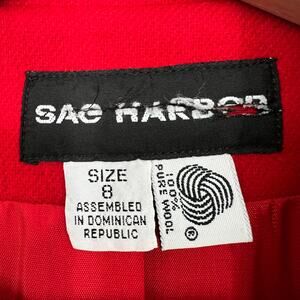 SAG HARBOR
SIZE
8
ASSEMBLED
IN DOMINICAN
REPUBLIC
100%
PURE WOOL
®